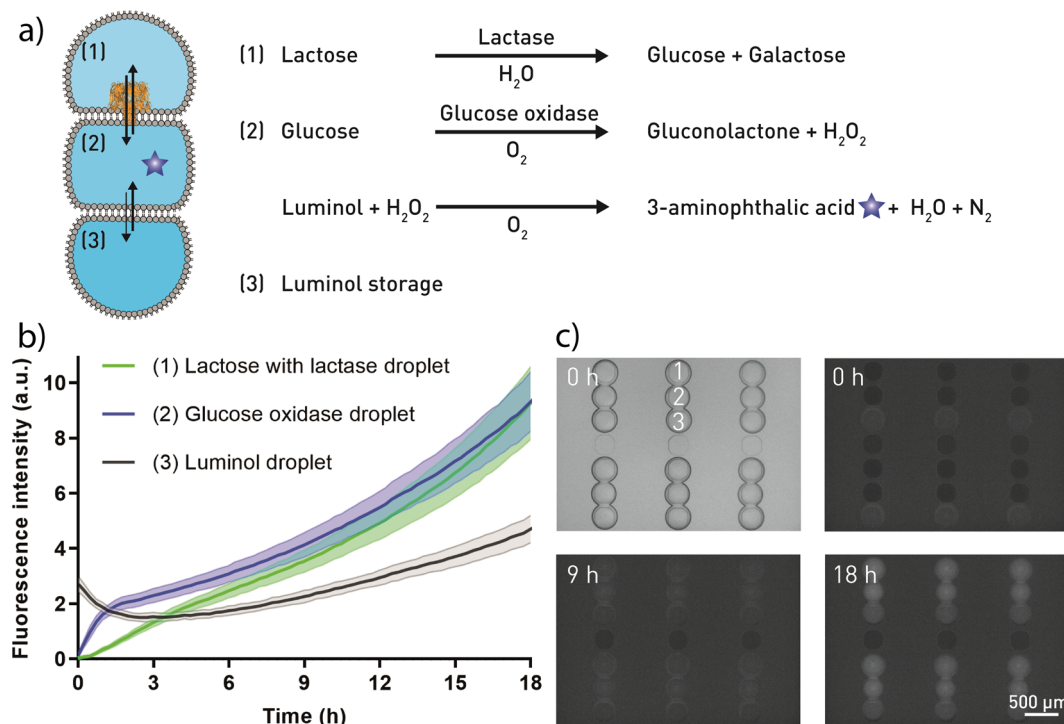 a)
(1)
(2)
(3)
(1) Lactose Lactase H₂O Glucose + Galactose
(2) Glucose Glucose oxidase O₂ Gluconolactone + H₂O₂
Luminol + H₂O₂ O₂ 3-aminophthalic acid + H₂O + N₂
(3) Luminol storage
b)
Fluorescence intensity (a.u.)
10
8
6
4
2
0
(1) Lactose with lactase droplet
(2) Glucose oxidase droplet
(3) Luminol droplet
0 3 6 9 12 15 18
Time (h)
c)
0 h
1
2
3
0 h
9 h
18 h
500 µm